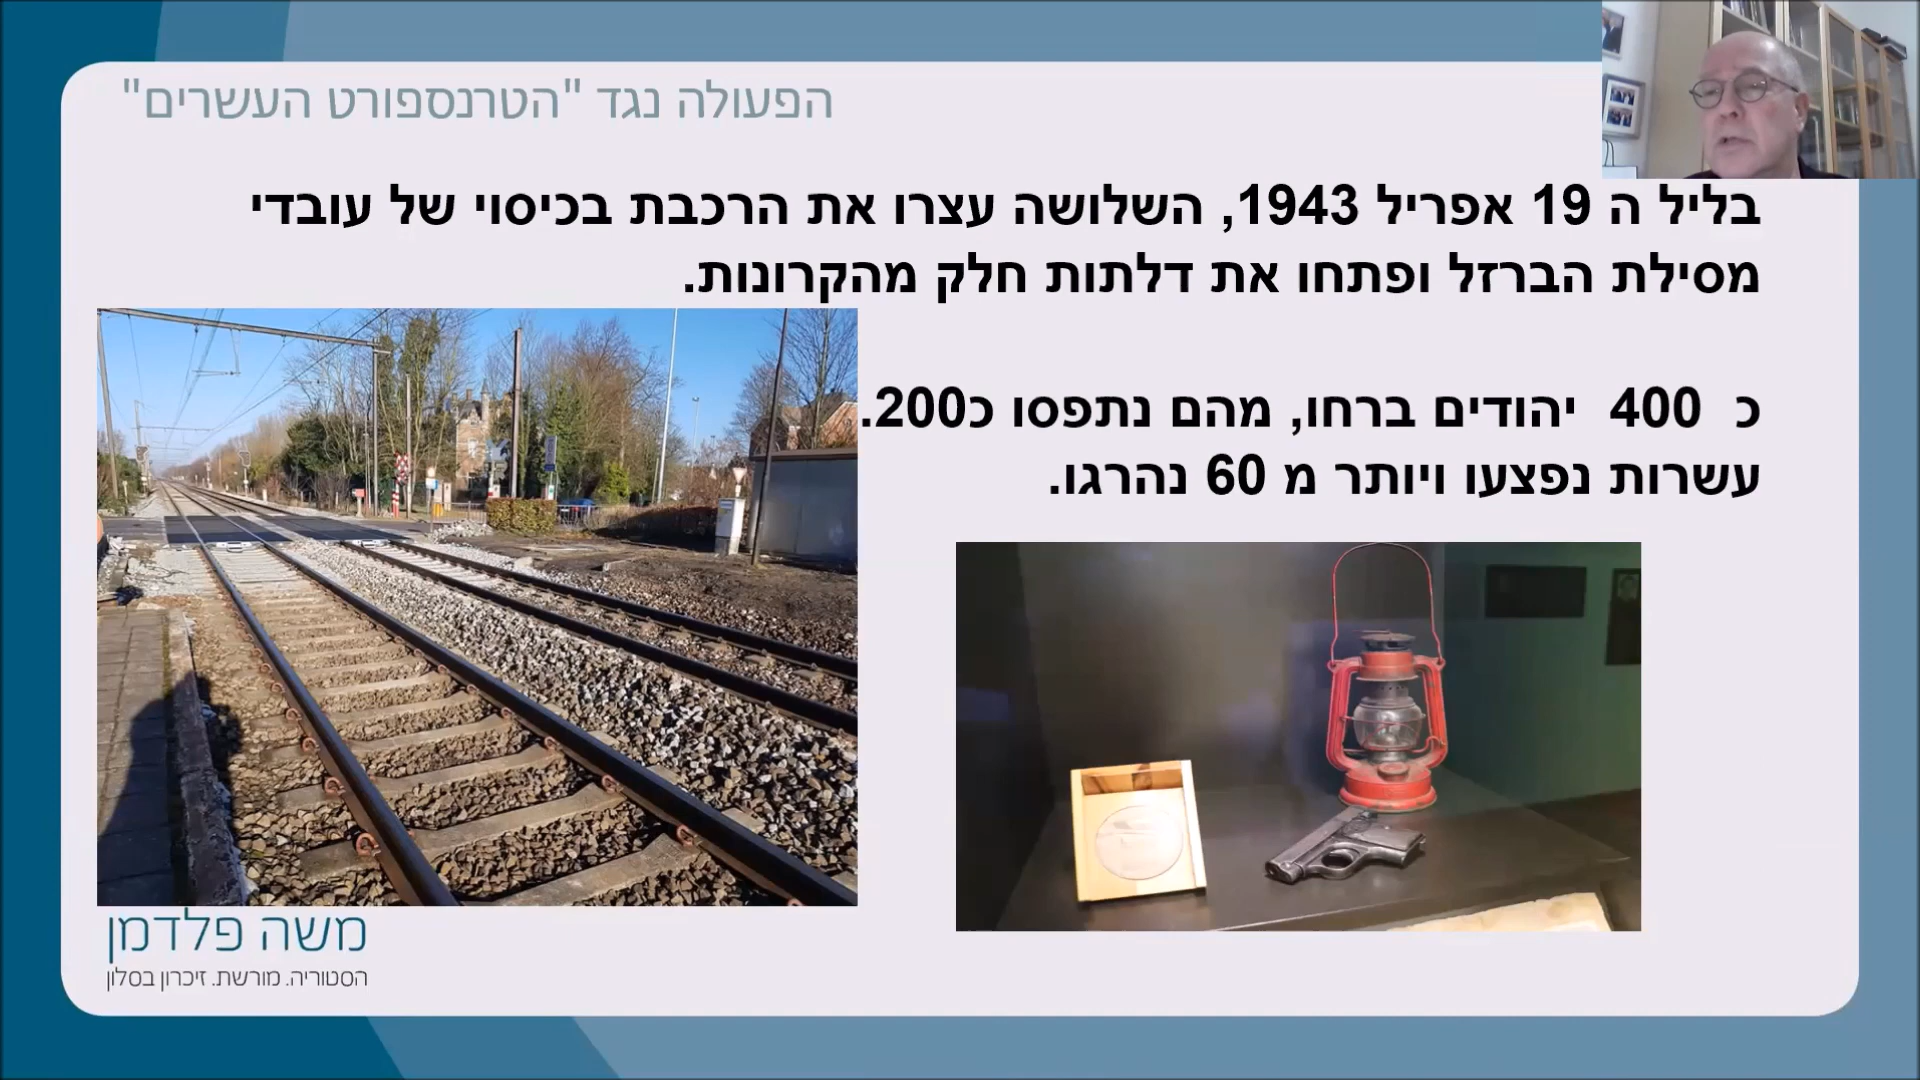 הפעולה נגד "הטרנספורט העשרים"
בליל ה 19 אפריל 1943, השלושה עצרו את הרכבת בכיסוי של עובדי
מסילת הברזל ופתחו את דלתות חלק מהקרונות.
כ 400 יהודים ברחו, מהם נתפסו כ200.
עשרות נפצעו ויותר מ 60 נהרגו.
משה פלדמן
הסטוריה. מורשת. זיכרון בסלון